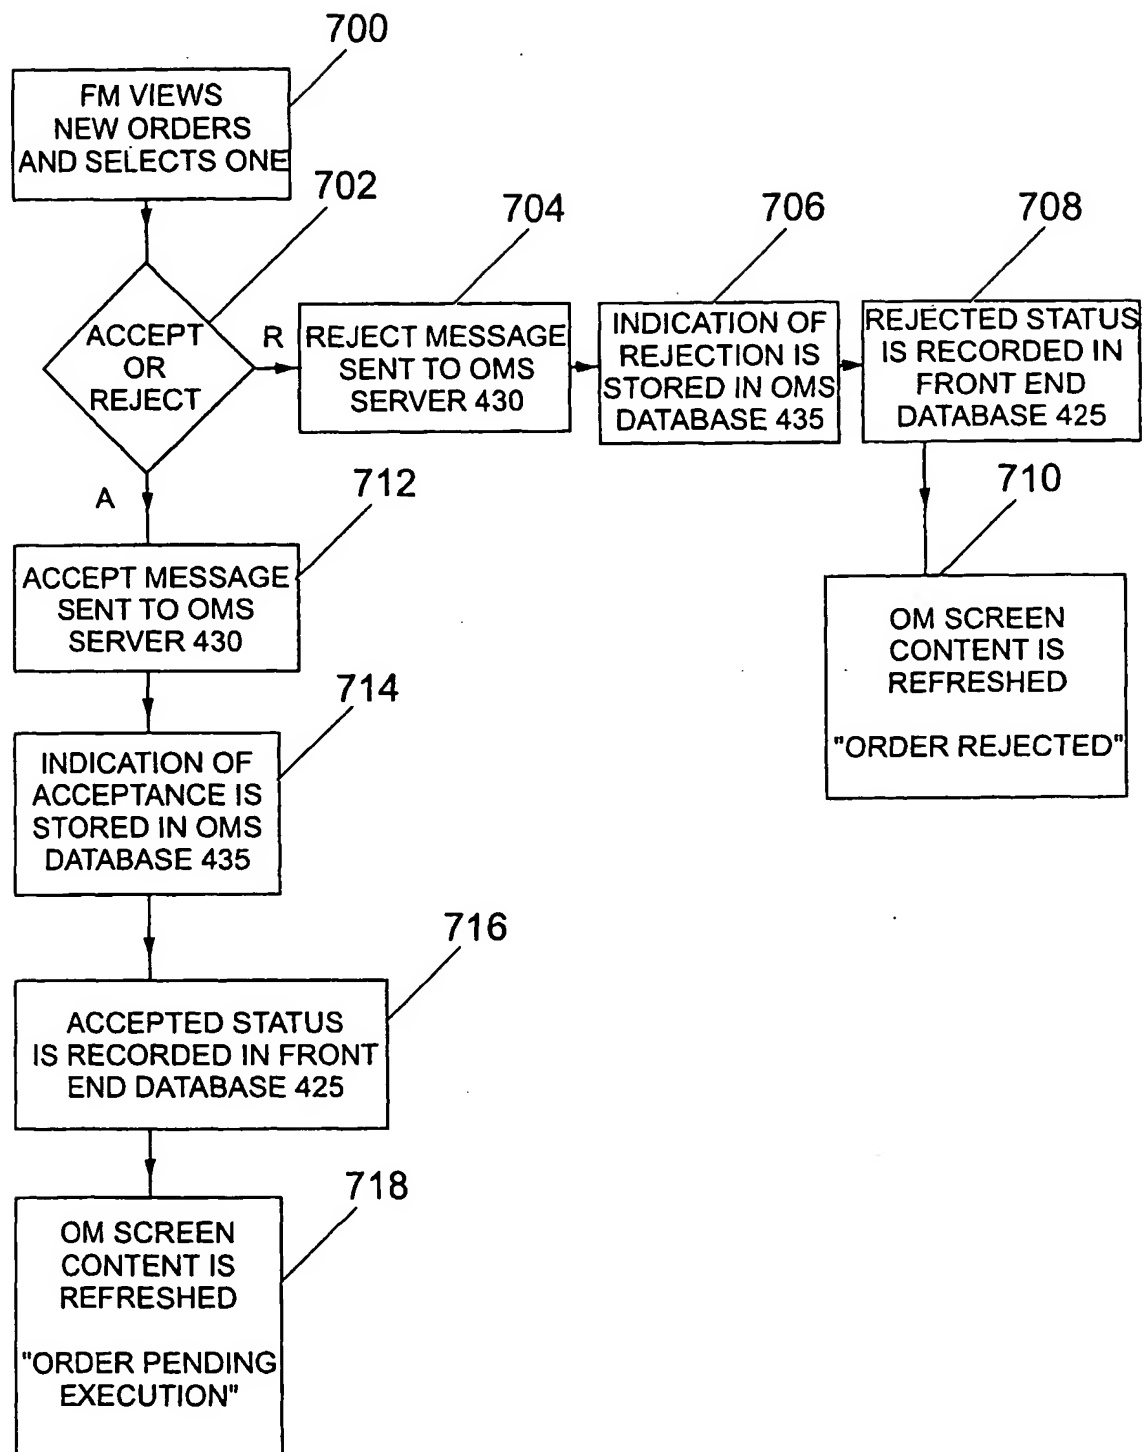 700
FM VIEWS
NEW ORDERS
AND SELECTS ONE
702
ACCEPT
OR
REJECT
R
704
REJECT MESSAGE
SENT TO OMS
SERVER 430
706
INDICATION OF
REJECTION IS
STORED IN OMS
DATABASE 435
708
REJECTED STATUS
IS RECORDED IN
FRONT END
DATABASE 425
710
OM SCREEN
CONTENT IS
REFRESHED
"ORDER REJECTED"
A
712
ACCEPT MESSAGE
SENT TO OMS
SERVER 430
714
INDICATION OF
ACCEPTANCE IS
STORED IN OMS
DATABASE 435
716
ACCEPTED STATUS
IS RECORDED IN FRONT
END DATABASE 425
718
OM SCREEN
CONTENT IS
REFRESHED
"ORDER PENDING
EXECUTION"